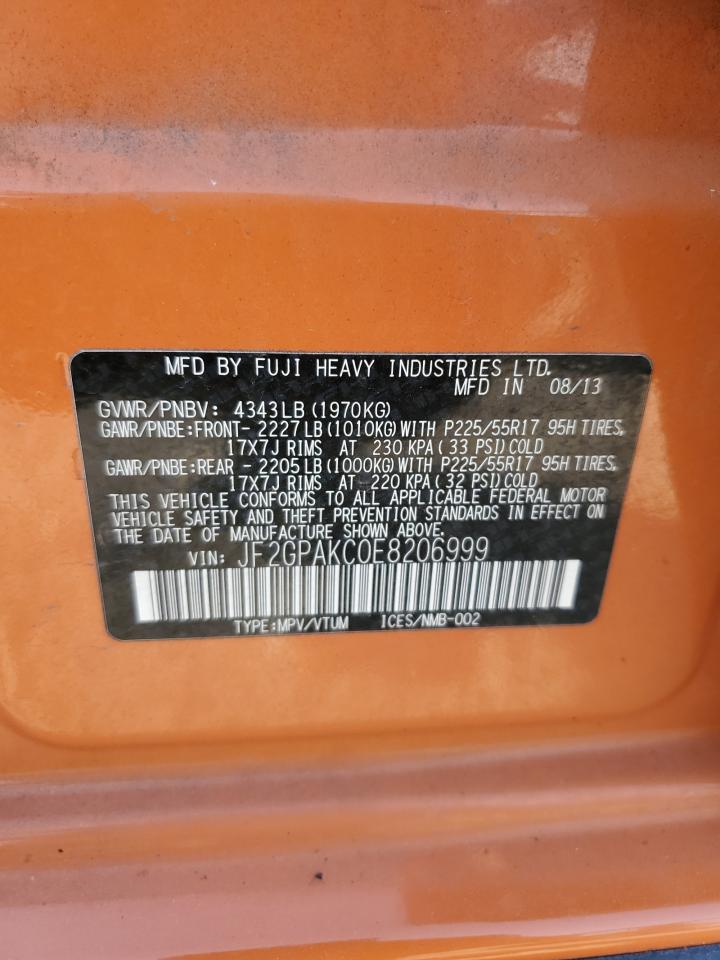 MFD BY FUJI HEAVY INDUSTRIES LTD.
MFD IN 08/13
GVWR/PNBV: 4343LB (1970KG)
GAWR/PNBE:FRONT- 2227LB (1010KG)WITH P225/55R17 95H TIRES,
17X7J RIMS AT 230 KPA (33 PSI)COLD
GAWR/PNBE:REAR - 2205LB (1000KG)WITH P225/55R17 95H TIRES,
17X7J RIMS AT 220 KPA (32 PSI)COLD
THIS VEHICLE CONFORMS TO ALL APPLICABLE FEDERAL MOTOR
VEHICLE SAFETY AND THEFT PREVENTION STANDARDS IN EFFECT ON
THE DATE OF MANUFACTURE SHOWN ABOVE.
VIN: JF2GPAKC0E8206999
TYPE:MPV/VTUM ICES/NMB-002